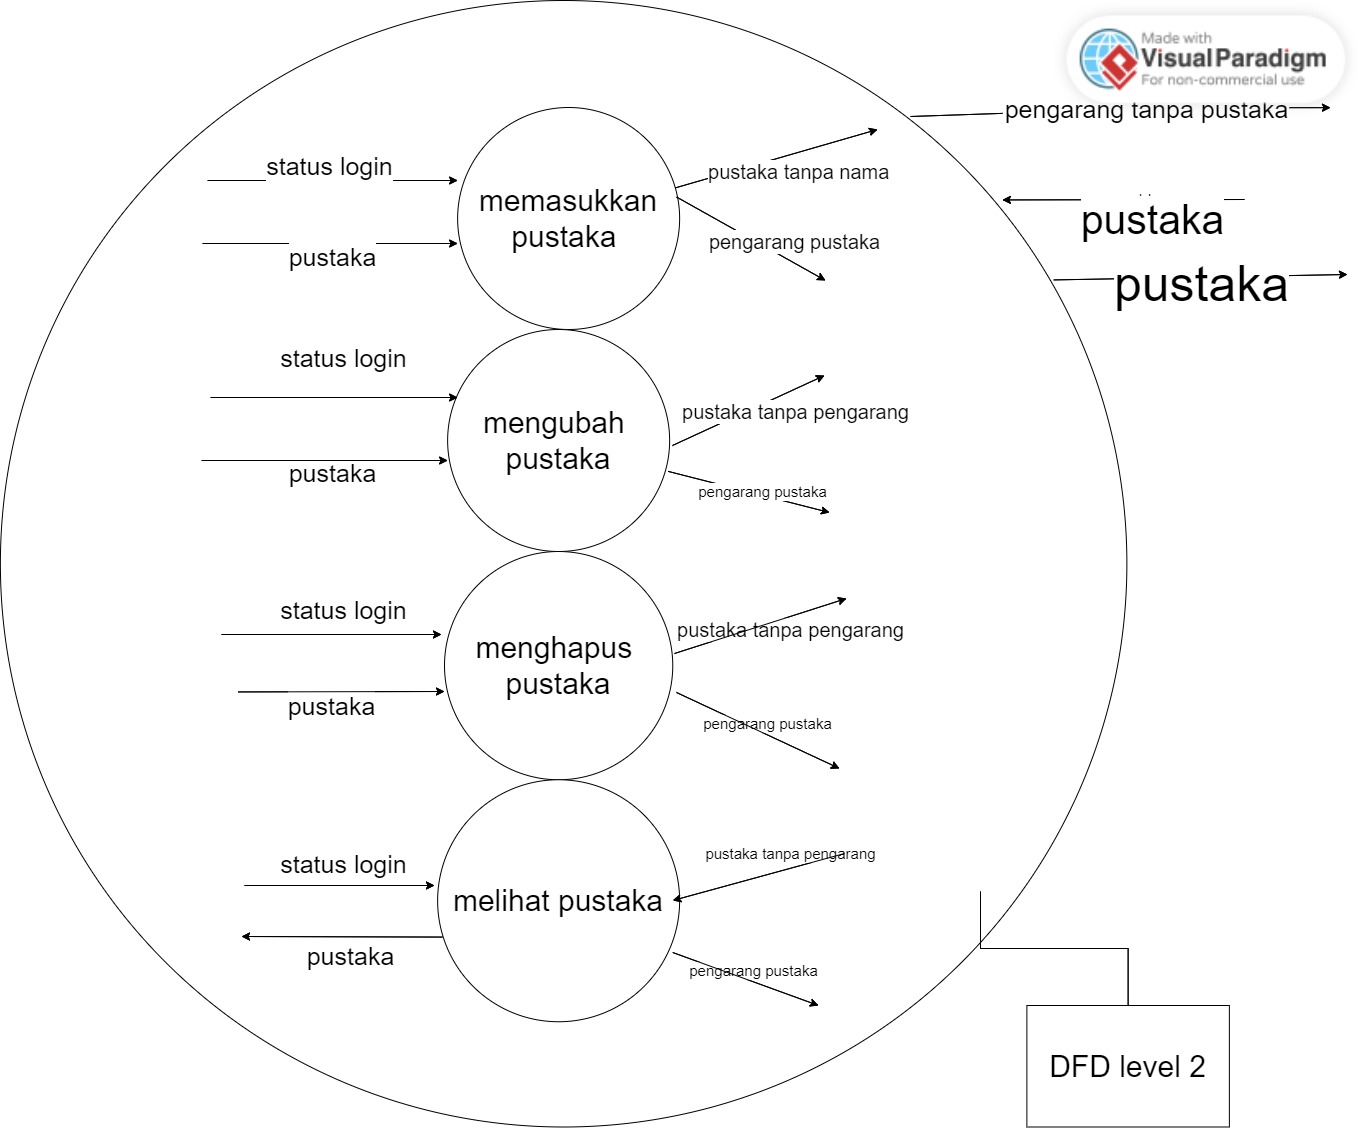 Made with
Visual Paradigm
For non-commercial use
pengarang tanpa pustaka
status login
memasukkan
pustaka
pustaka
pustaka tanpa nama
pengarang pustaka
pustaka
pustaka
status login
mengubah
pustaka
pustaka
pustaka tanpa pengarang
pengarang pustaka
status login
menghapus
pustaka
pustaka
pustaka tanpa pengarang
pengarang pustaka
status login
melihat pustaka
pustaka
pustaka tanpa pengarang
pengarang pustaka
DFD level 2